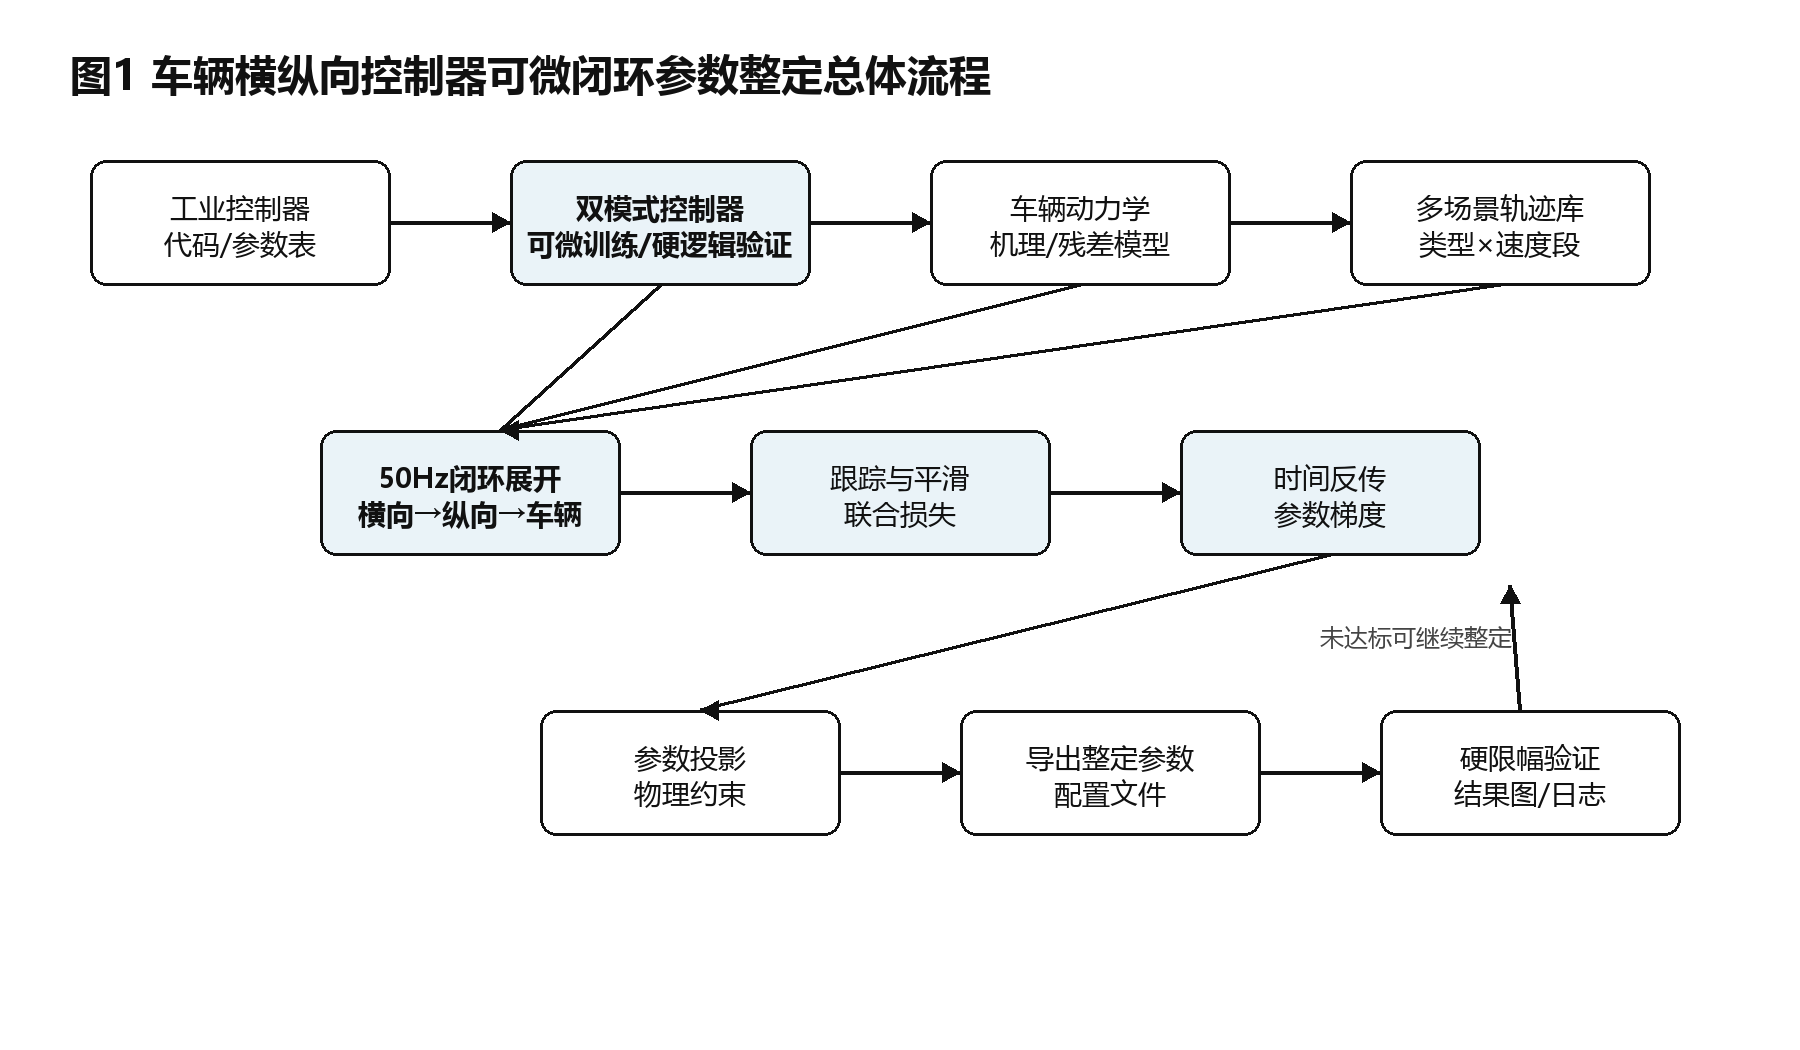 图1 车辆横纵向控制器可微闭环参数整定总体流程
工业控制器
代码/参数表
双模式控制器
可微训练/硬逻辑验证
车辆动力学
机理/残差模型
多场景轨迹库
类型×速度段
50Hz闭环展开
横向→纵向→车辆
跟踪与平滑
联合损失
时间反传
参数梯度
未达标可继续整定
参数投影
物理约束
导出整定参数
配置文件
硬限幅验证
结果图/日志